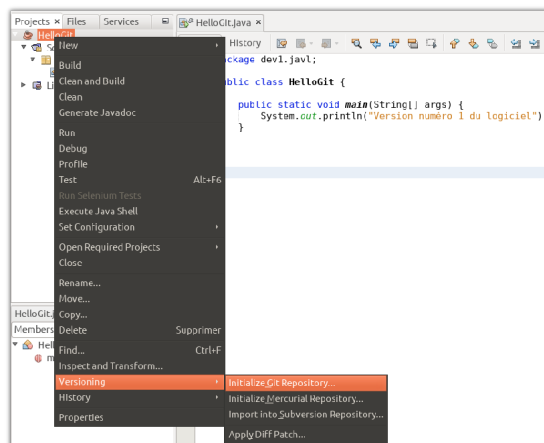 Projects × Files Services
HelloGit.java ×
HelloGit
New
History
Build
Clean and Build
Clean
Generate Javadoc
Run
Debug
Profile
Test Alt+F6
Run Selenium Tests
Execute Java Shell
Set Configuration
Open Required Projects
Close
Rename...
Move...
Copy...
Delete Supprimer
Find... Ctrl+F
Inspect and Transform...
Versioning
History
Properties
ckage dev1.javl;
blic class HelloGit {
public static void main(String[] args) {
System.out.println("Version numéro 1 du logiciel")
}
HelloGit.j
Members
Hell
m
Initialize Git Repository...
Initialize Mercurial Repository...
Import into Subversion Repository...
Apply Diff Patch...